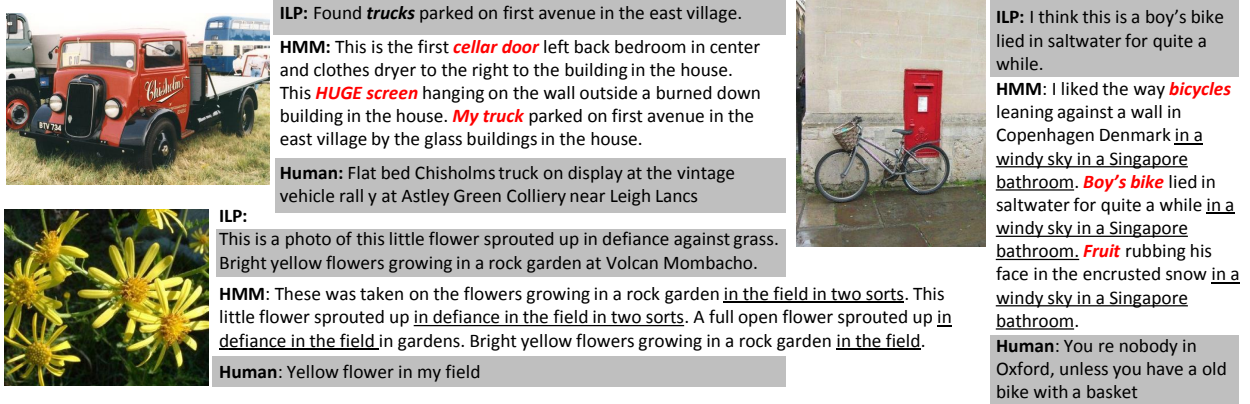 ILP: Found trucks parked on first avenue in the east village.
HMM: This is the first cellar door left back bedroom in center
and clothes dryer to the right to the building in the house.
This HUGE screen hanging on the wall outside a burned down
building in the house. My truck parked on first avenue in the
east village by the glass buildings in the house.
Human: Flat bed Chisholms truck on display at the vintage
vehicle rall y at Astley Green Colliery near Leigh Lancs
Chisholms
BTV 734
ILP:
This is a photo of this little flower sprouted up in defiance against grass.
Bright yellow flowers growing in a rock garden at Volcan Mombacho.
HMM: These was taken on the flowers growing in a rock garden in the field in two sorts. This
little flower sprouted up in defiance in the field in two sorts. A full open flower sprouted up in
defiance in the field in gardens. Bright yellow flowers growing in a rock garden in the field.
Human: Yellow flower in my field
ILP: I think this is a boy’s bike
lied in saltwater for quite a
while.
HMM: I liked the way bicycles
leaning against a wall in
Copenhagen Denmark in a
windy sky in a Singapore
bathroom. Boy’s bike lied in
saltwater for quite a while in a
windy sky in a Singapore
bathroom. Fruit rubbing his
face in the encrusted snow in a
windy sky in a Singapore
bathroom.
Human: You re nobody in
Oxford, unless you have a old
bike with a basket